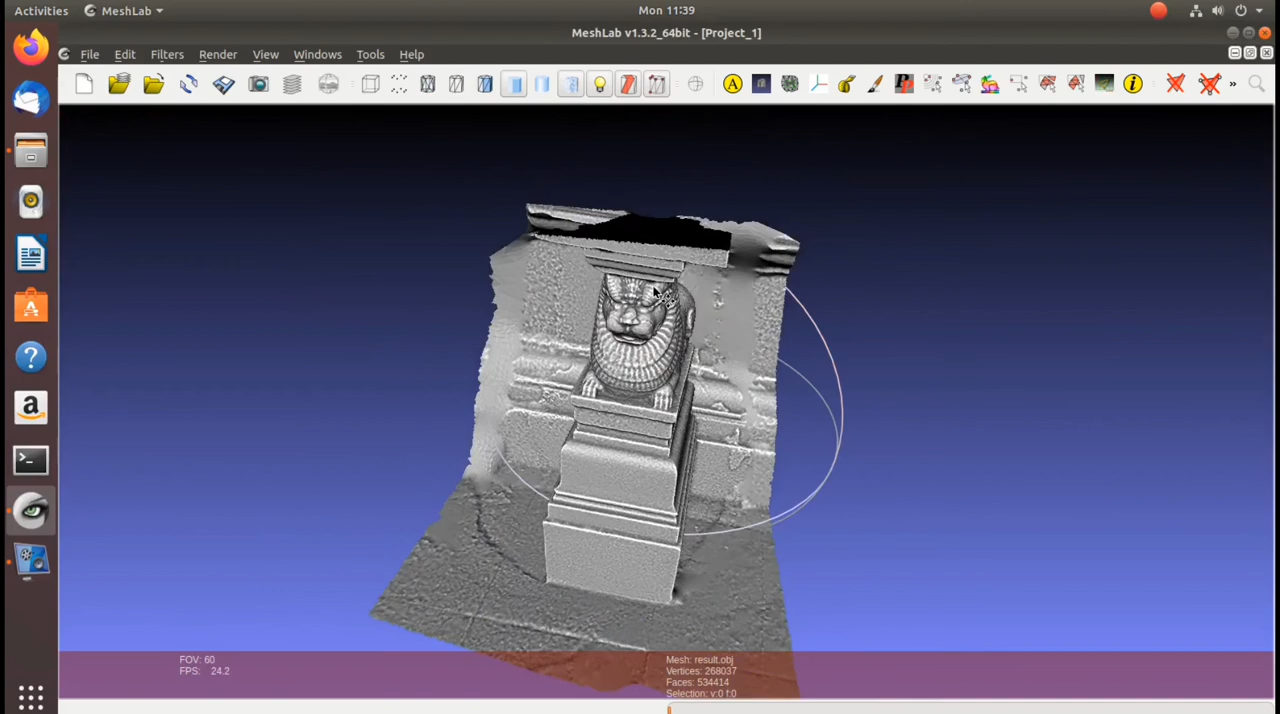 Activities MeshLab Mon 11:39
MeshLab v1.3.2_64bit - [Project_1]
File Edit Filters Render View Windows Tools Help
A P i »
? a >_
FOV: 60
FPS: 24.2
Mesh: result.obj
Vertices: 268037
Faces: 534414
Selection: v:0 f:0